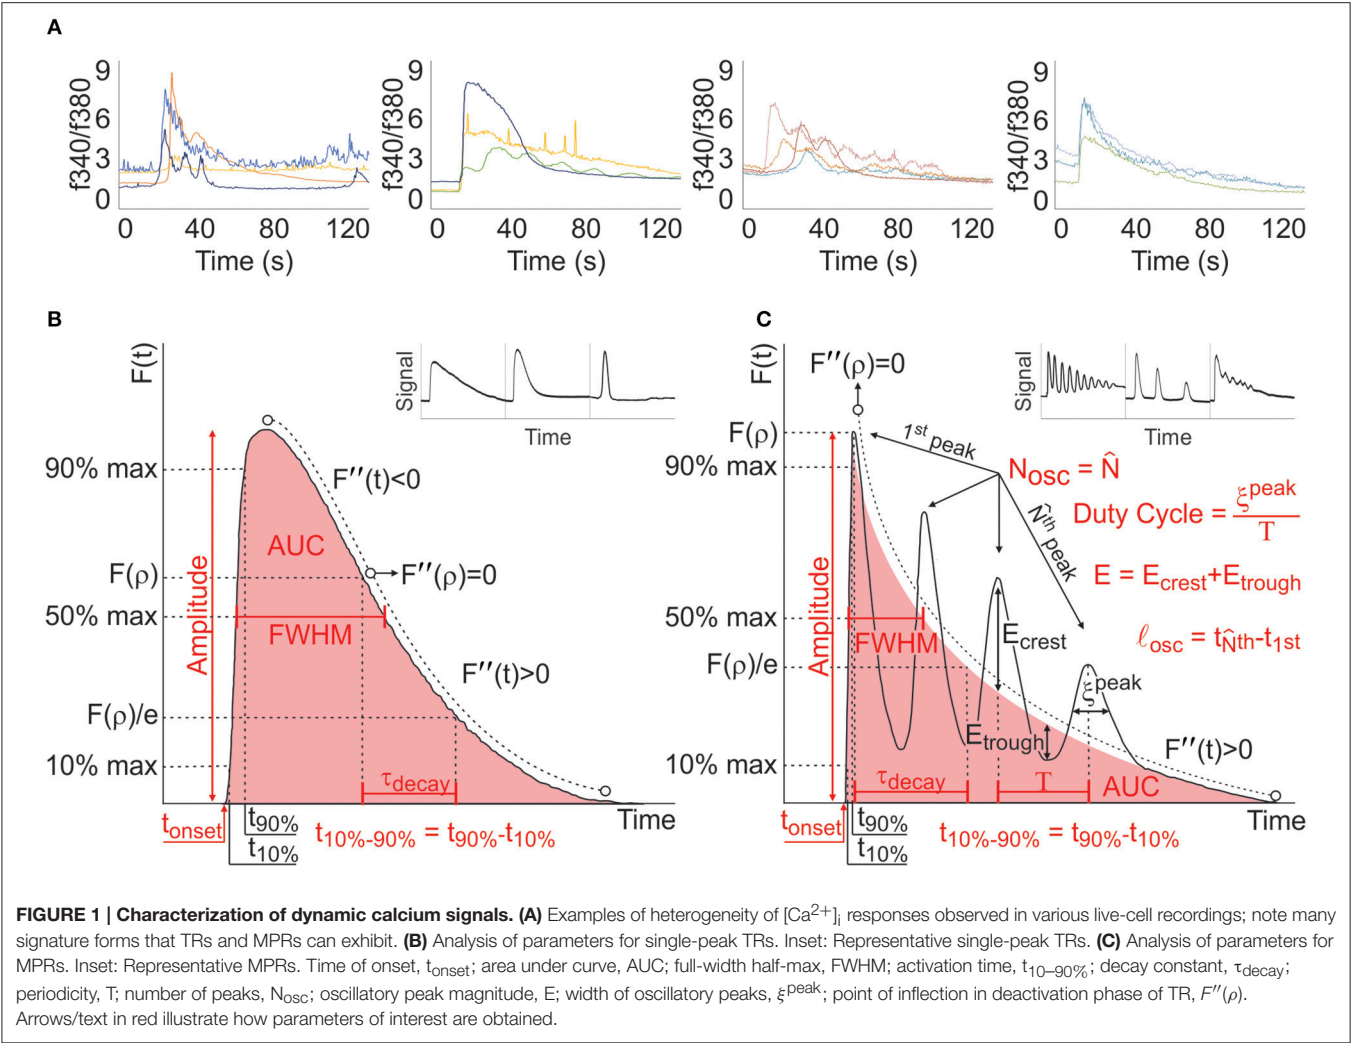 A
9
6
3
0
f340/f380
0 40 80 120
Time (s)
9
6
3
0
f340/f380
0 40 80 120
Time (s)
9
6
3
0
f340/f380
0 40 80 120
Time (s)
9
6
3
0
f340/f380
0 40 80 120
Time (s)
B
F(t)
Signal
Time
90% max
F(ρ)
50% max
F(ρ)/e
10% max
Amplitude
AUC
FWHM
F″(t)<0
F″(ρ)=0
F″(t)>0
τdecay
Time
tonset
t90%
t10%
t10%-90% = t90%-t10%
C
F(t)
F″(ρ)=0
Signal
Time
F(ρ)
90% max
50% max
F(ρ)/e
10% max
Amplitude
1st peak
N̂th peak
Nosc = N̂
Duty Cycle = ξpeak
T
E = Ecrest+Etrough
ℓosc = tN̂th-t1st
FWHM
Ecrest
Etrough
ξpeak
F″(t)>0
τdecay
T
AUC
Time
tonset
t90%
t10%
t10%-90% = t90%-t10%
FIGURE 1 | Characterization of dynamic calcium signals. (A) Examples of heterogeneity of [Ca2+]i responses observed in various live-cell recordings; note many
signature forms that TRs and MPRs can exhibit. (B) Analysis of parameters for single-peak TRs. Inset: Representative single-peak TRs. (C) Analysis of parameters for
MPRs. Inset: Representative MPRs. Time of onset, tonset; area under curve, AUC; full-width half-max, FWHM; activation time, t10–90%; decay constant, τdecay;
periodicity, T; number of peaks, Nosc; oscillatory peak magnitude, E; width of oscillatory peaks, ξpeak; point of inflection in deactivation phase of TR, F″(ρ).
Arrows/text in red illustrate how parameters of interest are obtained.